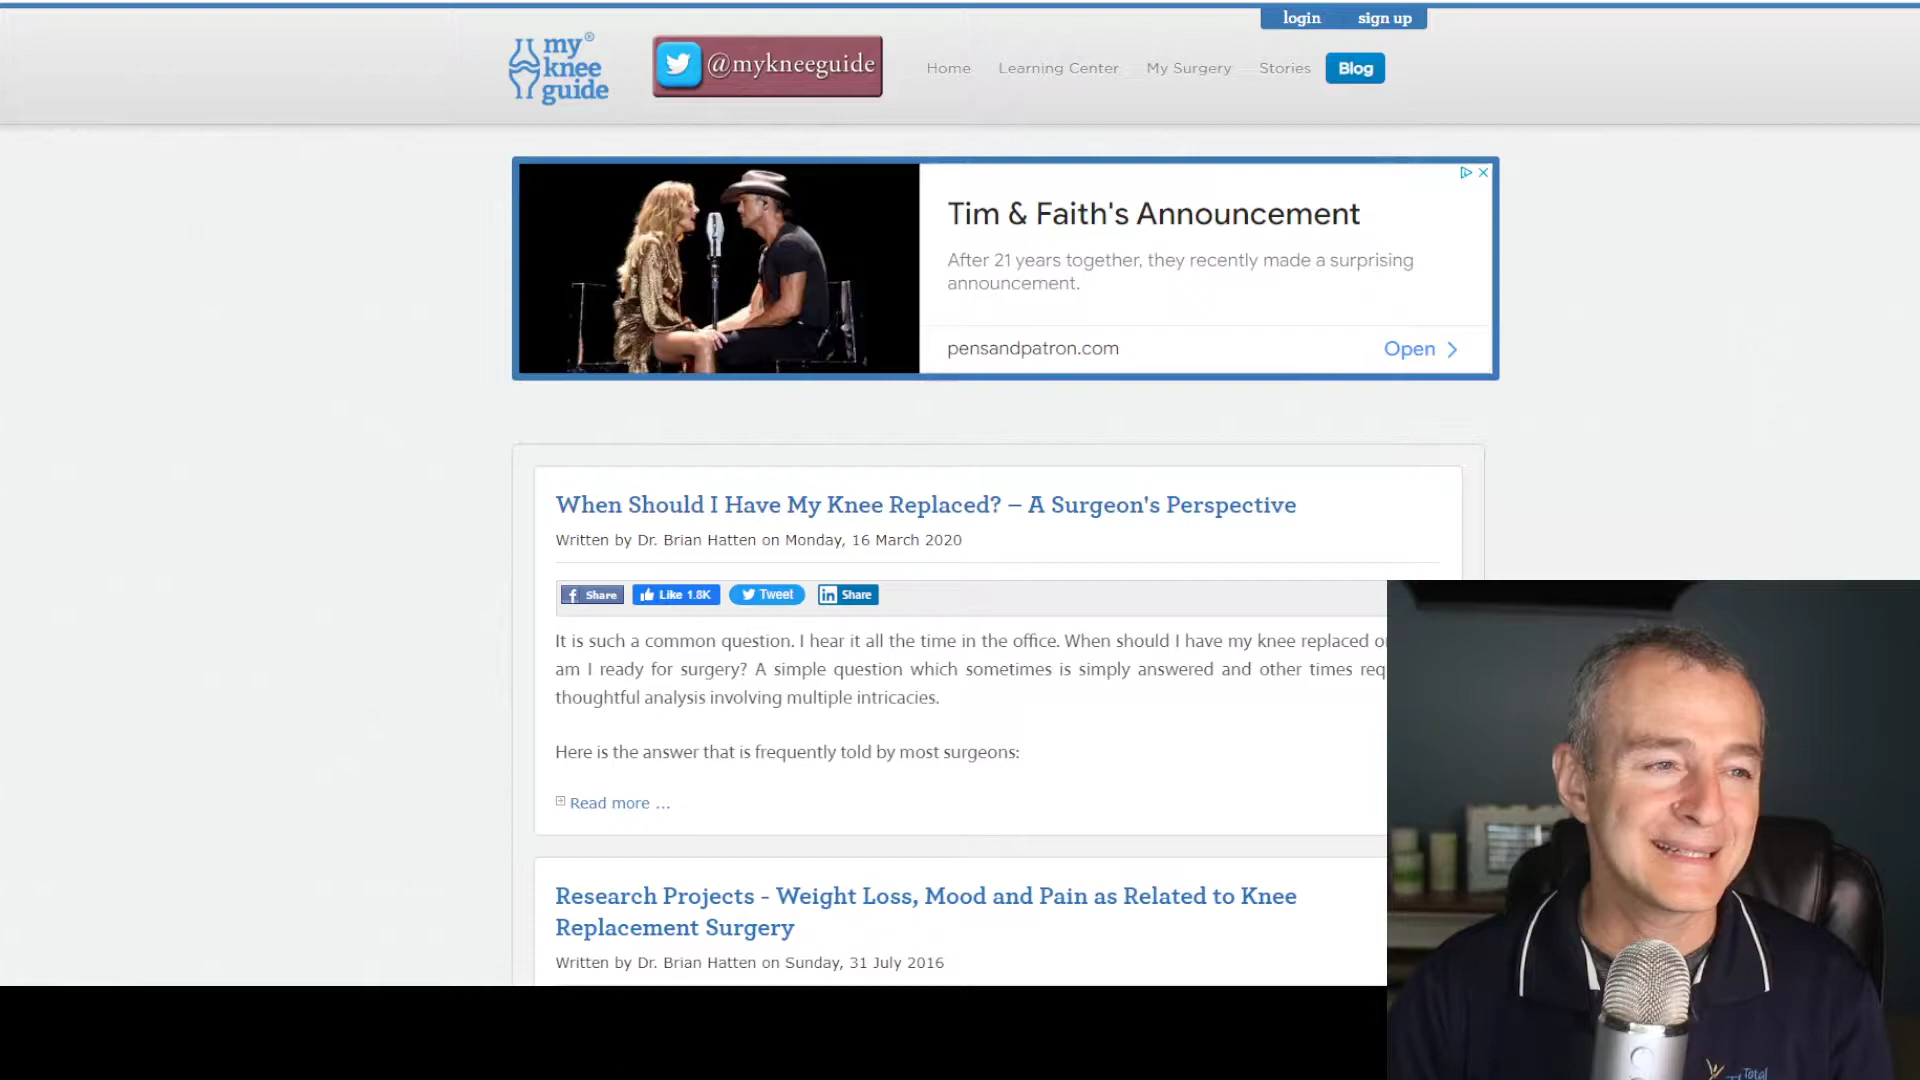 login sign up
my® knee guide
@mykneeguide
Home Learning Center My Surgery Stories Blog
Tim & Faith's Announcement
After 21 years together, they recently made a surprising
announcement.
pensandpatron.com
Open
When Should I Have My Knee Replaced? – A Surgeon's Perspective
Written by Dr. Brian Hatten on Monday, 16 March 2020
Share Like 1.8K Tweet Share
It is such a common question. I hear it all the time in the office. When should I have my knee replaced
am I ready for surgery? A simple question which sometimes is simply answered and other times req
thoughtful analysis involving multiple intricacies.
Here is the answer that is frequently told by most surgeons:
Read more ...
Research Projects - Weight Loss, Mood and Pain as Related to Knee
Replacement Surgery
Written by Dr. Brian Hatten on Sunday, 31 July 2016
Total